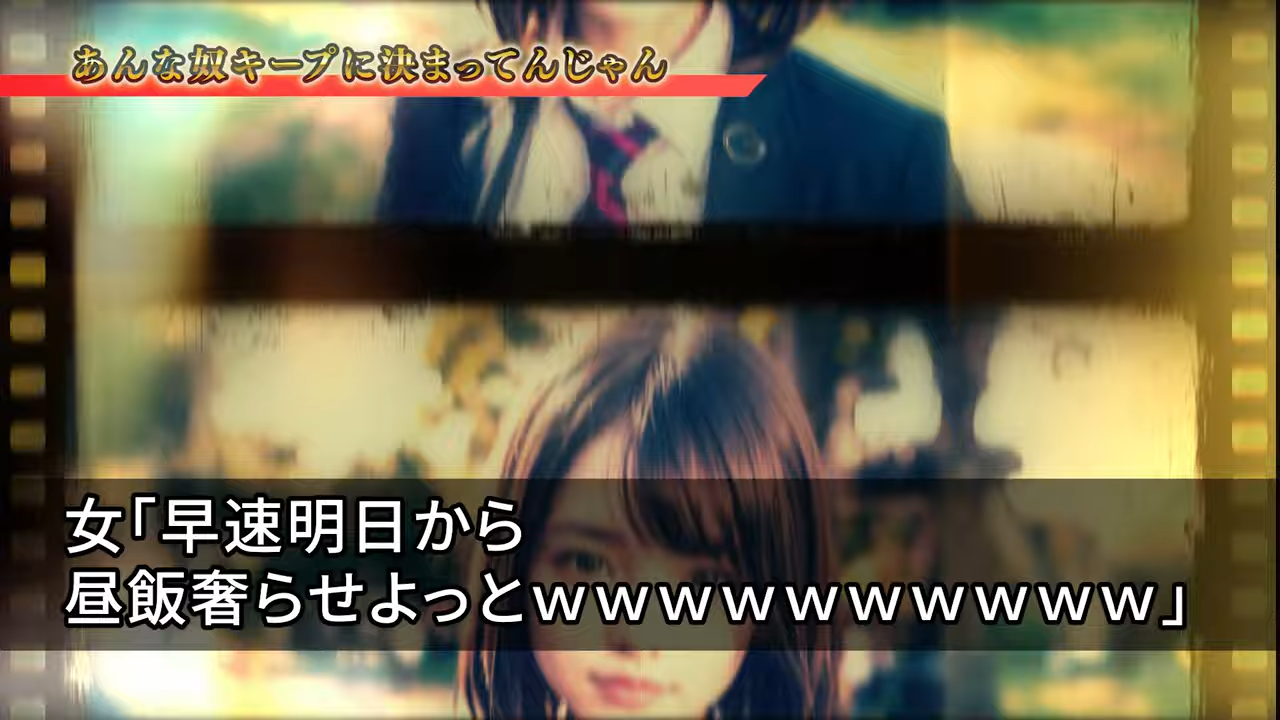 あんな奴キープに決まってんじゃん
女「早速明日から
昼飯奢らせよっとｗｗｗｗｗｗｗｗｗｗ」